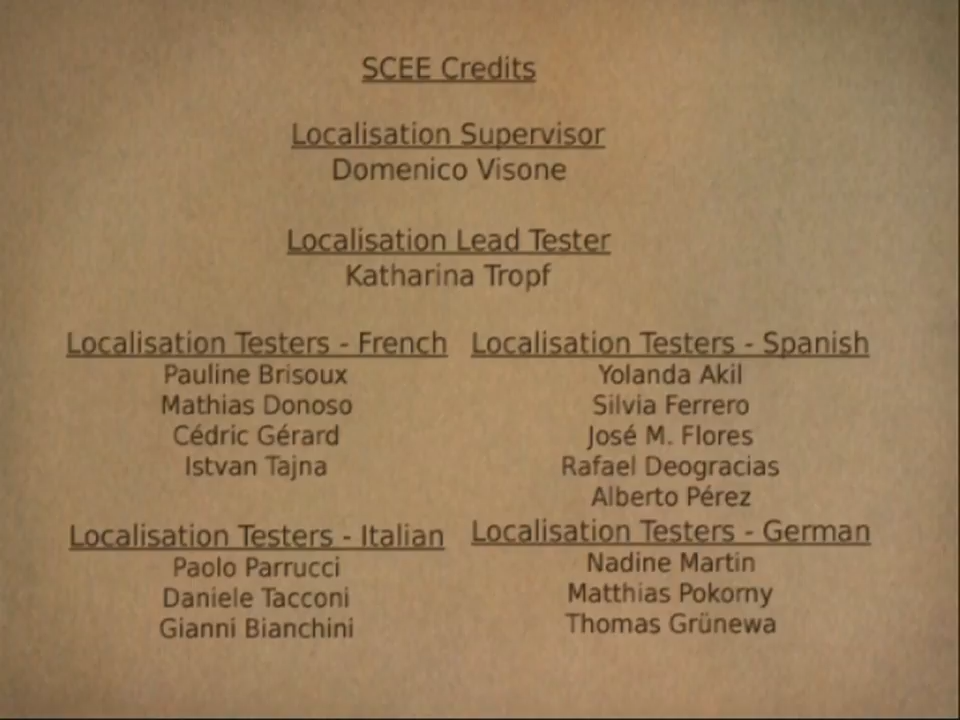 SCEE Credits
Localisation Supervisor
Domenico Visone
Localisation Lead Tester
Katharina Tropf
Localisation Testers - French
Pauline Brisoux
Mathias Donoso
Cédric Gérard
Istvan Tajna
Localisation Testers - Spanish
Yolanda Akil
Silvia Ferrero
José M. Flores
Rafael Deogracias
Alberto Pérez
Localisation Testers - Italian
Paolo Parrucci
Daniele Tacconi
Gianni Bianchini
Localisation Testers - German
Nadine Martin
Matthias Pokorny
Thomas Grünewa